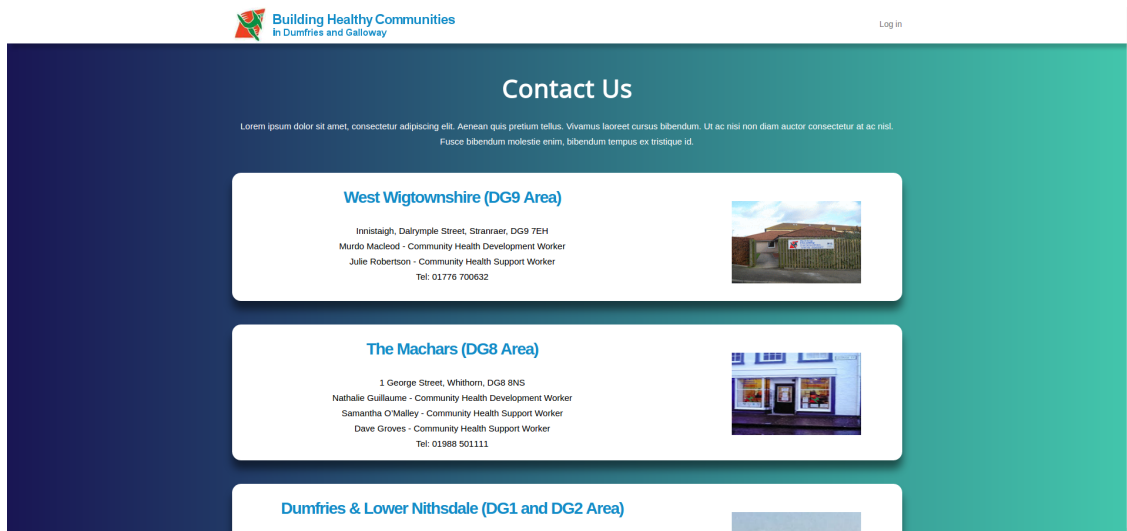 Building Healthy Communities
in Dumfries and Galloway
Log in
Contact Us
Lorem ipsum dolor sit amet, consectetur adipiscing elit. Aenean quis pretium tellus. Vivamus laoreet cursus bibendum. Ut ac nisi non diam auctor consectetur at ac nisl.
Fusce bibendum molestie enim, bibendum tempus ex tristique id.
West Wigtownshire (DG9 Area)
Innistaigh, Dalrymple Street, Stranraer, DG9 7EH
Murdo Macleod - Community Health Development Worker
Julie Robertson - Community Health Support Worker
Tel: 01776 700632
The Machars (DG8 Area)
1 George Street, Whithorn, DG8 8NS
Nathalie Guillaume - Community Health Development Worker
Samantha O'Malley - Community Health Support Worker
Dave Groves - Community Health Support Worker
Tel: 01988 501111
Dumfries & Lower Nithsdale (DG1 and DG2 Area)